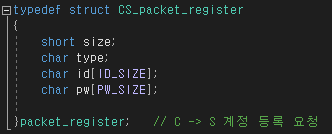 typedef struct CS_packet_register
{
short size;
char type;
char id[ID_SIZE];
char pw[PW_SIZE];
}packet_register; // C -> S 계정 등록 요청